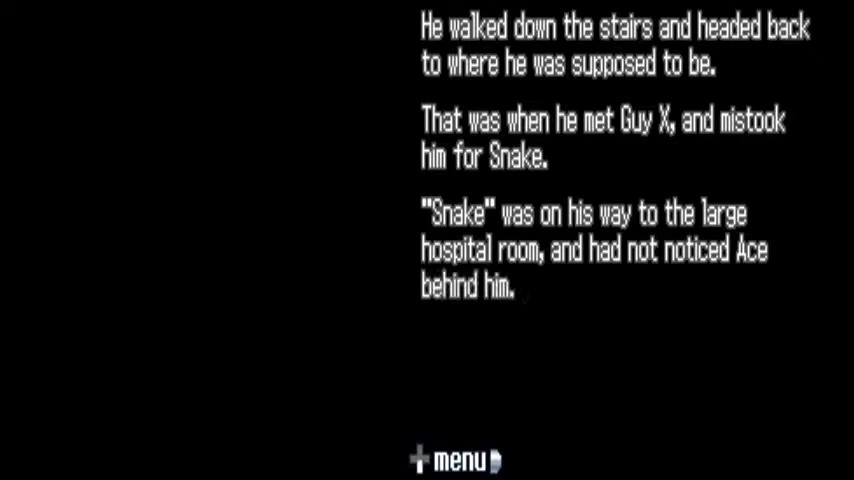 He walked down the stairs and headed back
to where he was supposed to be.
That was when he met Guy X, and mistook
him for Snake.
"Snake" was on his way to the large
hospital room, and had not noticed Ace
behind him.
menu